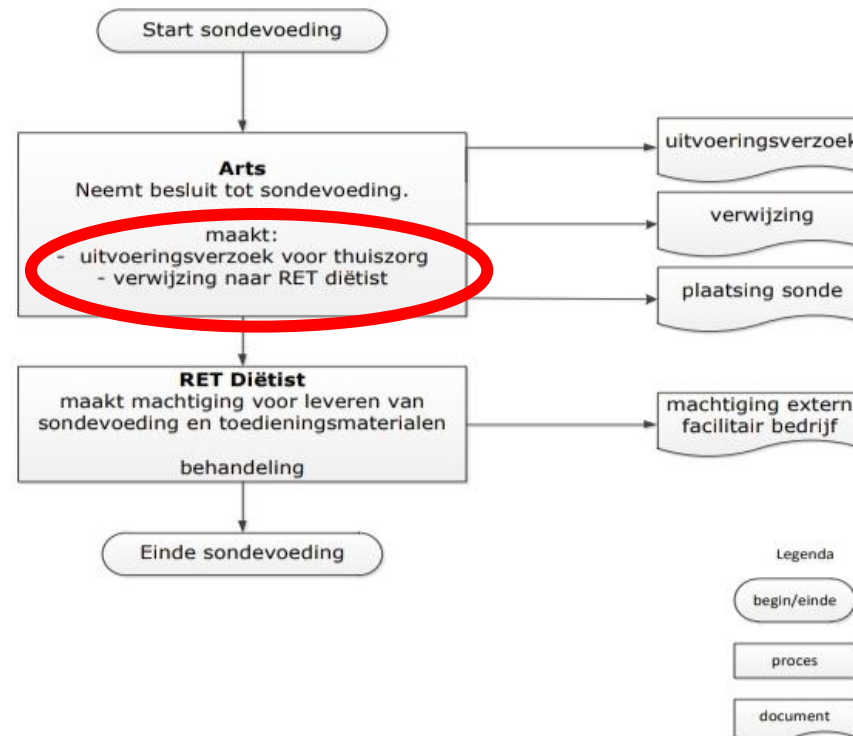 Start sondevoeding
Arts
Neemt besluit tot sondevoeding.
maakt:
- uitvoeringsverzoek voor thuiszorg
- verwijzing naar RET diëtist
uitvoeringsverzoek
verwijzing
plaatsing sonde
RET Diëtist
maakt machtiging voor leveren van
sondevoeding en toedieningsmaterialen
behandeling
machtiging extern
facilitair bedrijf
Einde sondevoeding
Legenda
begin/einde
proces
document